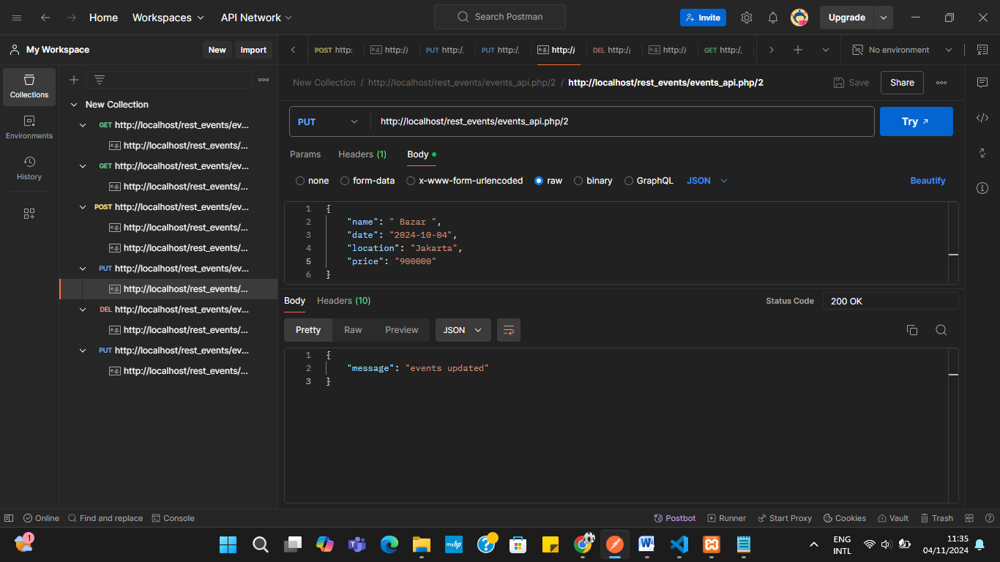 Home Workspaces API Network Search Postman Invite Upgrade
My Workspace New Import POST http: e.g. http:/ PUT http:/ PUT http:/ e.g. http:/ DEL http:/ e.g. http:/ GET http:/ No environment
Collections
Environments
History
New Collection
GET http://localhost/rest_events/ev...
e.g. http://localhost/rest_events/...
GET http://localhost/rest_events/ev...
e.g. http://localhost/rest_events/...
POST http://localhost/rest_events/ev...
e.g. http://localhost/rest_events/...
e.g. http://localhost/rest_events/...
PUT http://localhost/rest_events/ev...
e.g. http://localhost/rest_events/...
DEL http://localhost/rest_events/ev...
e.g. http://localhost/rest_events/...
PUT http://localhost/rest_events/ev...
e.g. http://localhost/rest_events/...
New Collection / http://localhost/rest_events/events_api.php/2 / http://localhost/rest_events/events_api.php/2 Save Share
PUT http://localhost/rest_events/events_api.php/2 Try
Params Headers (1) Body
none form-data x-www-form-urlencoded raw binary GraphQL JSON Beautify
1 {
2 "name": " Bazar ",
3 "date": "2024-10-04",
4 "location": "Jakarta",
5 "price": "900000"
6 }
Body Headers (10) Status Code 200 OK
Pretty Raw Preview JSON
1 {
2 "message": "events updated"
3 }
Online Find and replace Console Postbot Runner Start Proxy Cookies Vault Trash
1 myhp ENG INTL 11:35
04/11/2024